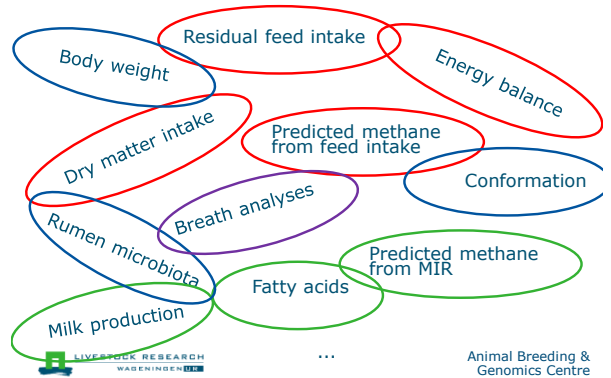 Residual feed intake
Body weight
Energy balance
Dry matter intake
Predicted methane
from feed intake
Conformation
Breath analyses
Rumen microbiota
Predicted methane
from MIR
Fatty acids
Milk production
LIVESTOCK RESEARCH
WAGENINGEN UR
...
Animal Breeding &
Genomics Centre